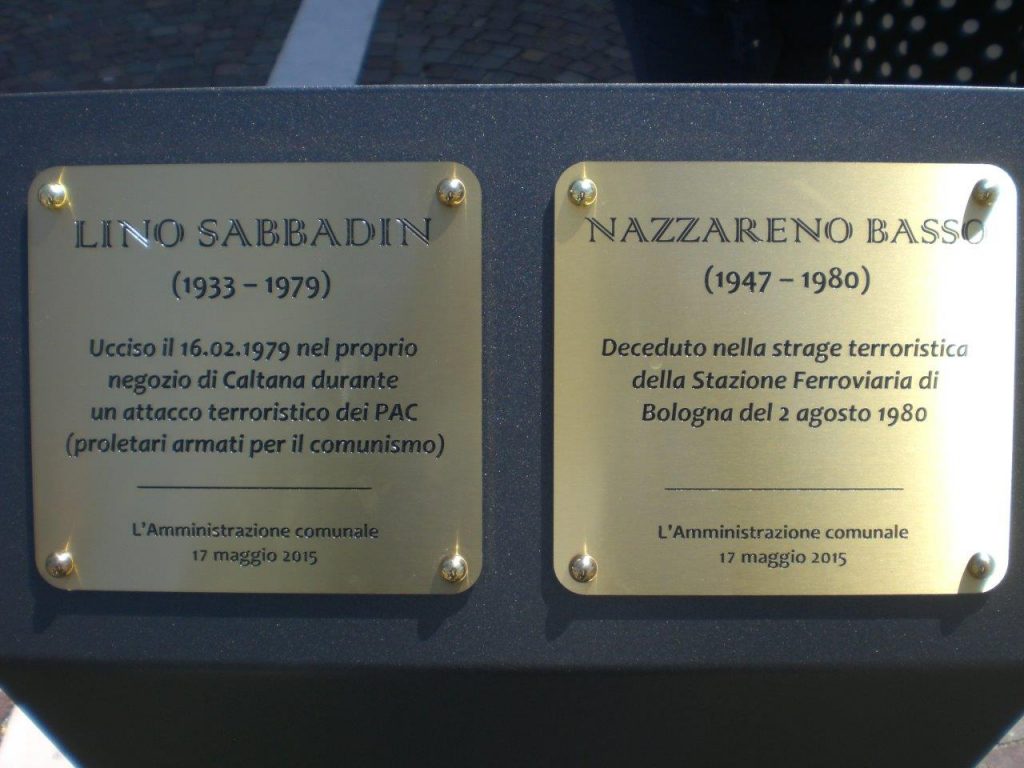 LINO SABBADIN
(1933 – 1979)
Ucciso il 16.02.1979 nel proprio
negozio di Caltana durante
un attacco terroristico dei PAC
(proletari armati per il comunismo)
L'Amministrazione comunale
17 maggio 2015
NAZZARENO BASSO
(1947 – 1980)
Deceduto nella strage terroristica
della Stazione Ferroviaria di
Bologna del 2 agosto 1980
L'Amministrazione comunale
17 maggio 2015